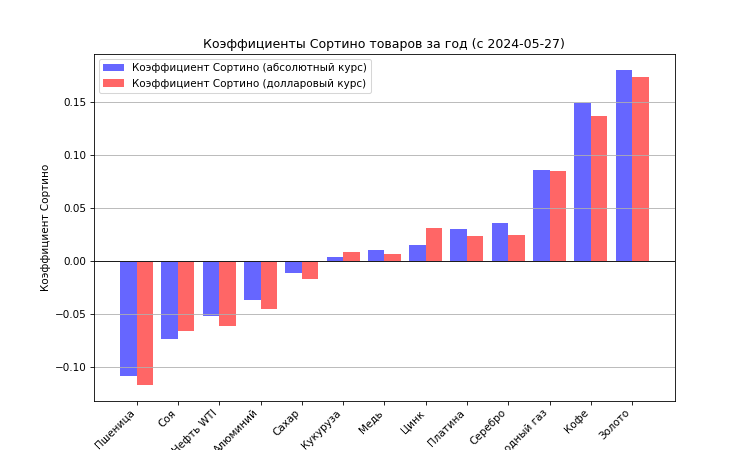 Коэффициенты Сортино товаров за год (с 2024-05-27)
Коэффициент Сортино (абсолютный курс)
Коэффициент Сортино (долларовый курс)
Коэффициент Сортино
0.15
0.10
0.05
0.00
−0.05
−0.10
Пшеница
Соя
Нефть WTI
Алюминий
Сахар
Кукуруза
Медь
Цинк
Платина
Серебро
газ
Кофе
Золото